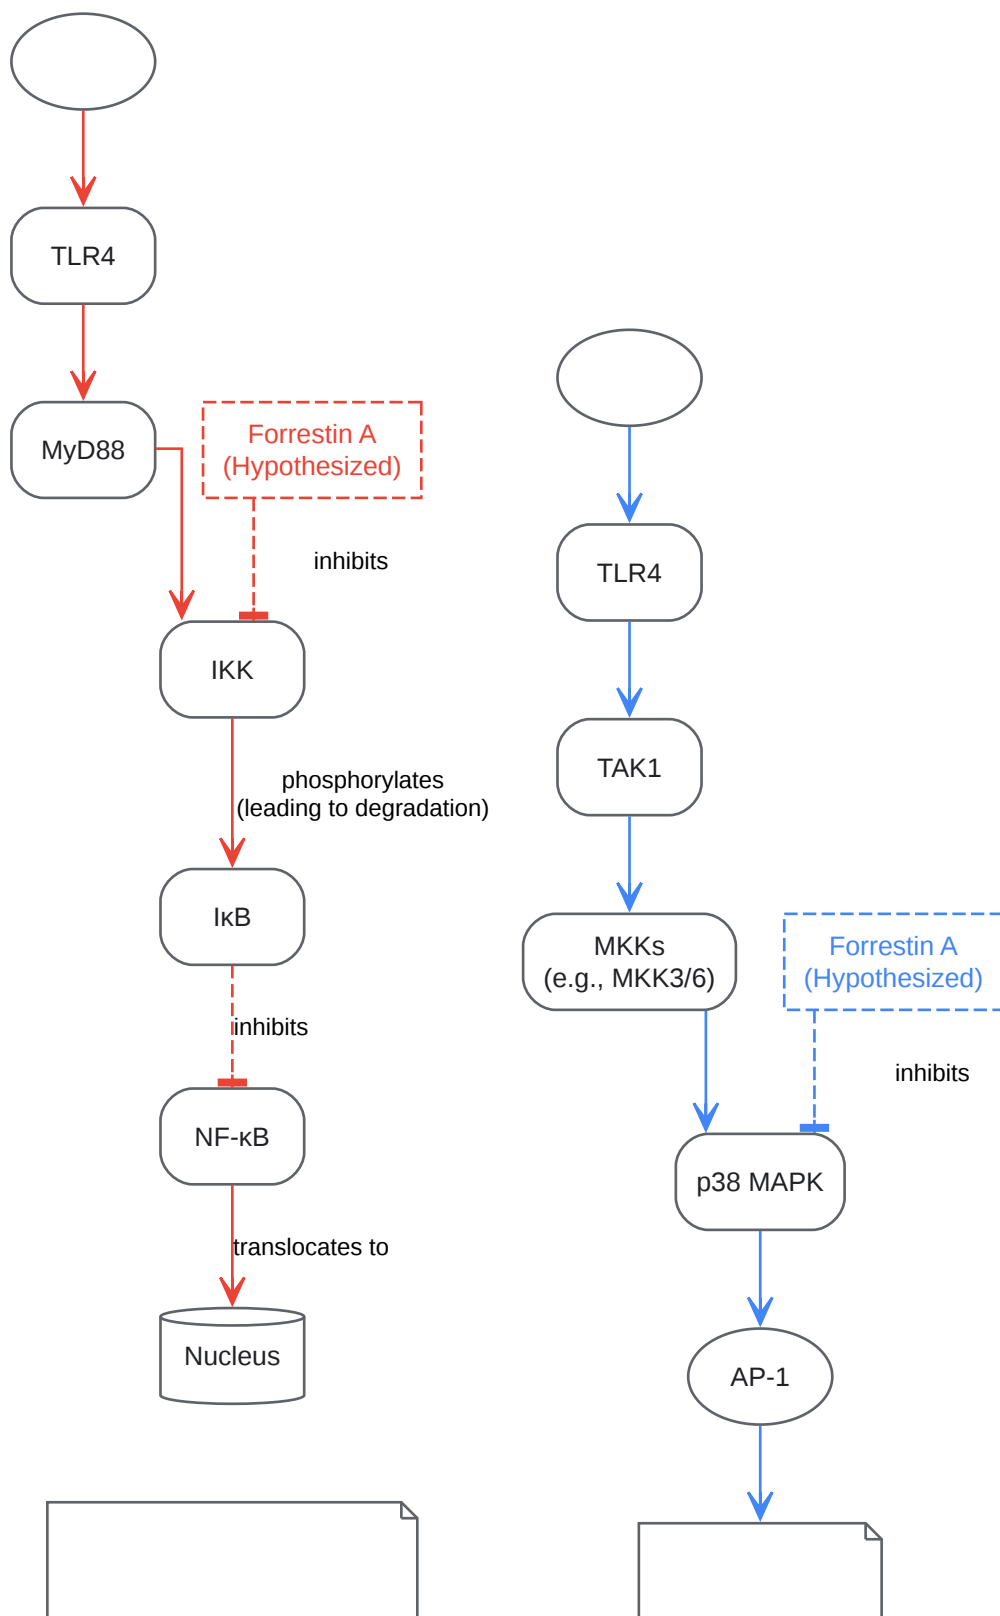 TLR4
MyD88
Forrestin A
(Hypothesized)
inhibits
IKK
phosphorylates
(leading to degradation)
IκB
inhibits
NF-κB
translocates to
Nucleus
TLR4
TAK1
MKKs
(e.g., MKK3/6)
Forrestin A
(Hypothesized)
inhibits
p38 MAPK
AP-1